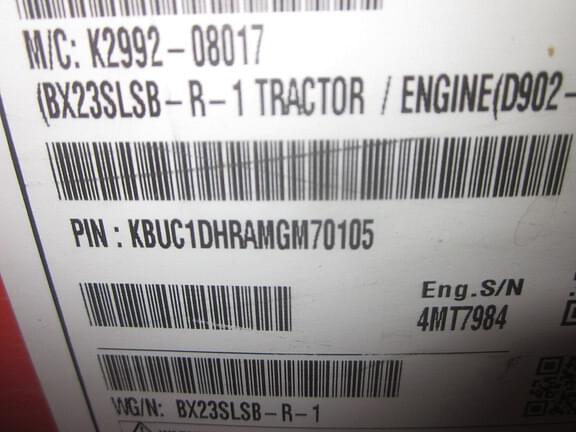 M/C: K2992-08017
(BX23SLSB-R-1 TRACTOR / ENGINE(D902-
PIN : KBUC1DHRAMGM70105
Eng.S/N
4MT7984
WG/N: BX23SLSB-R-1